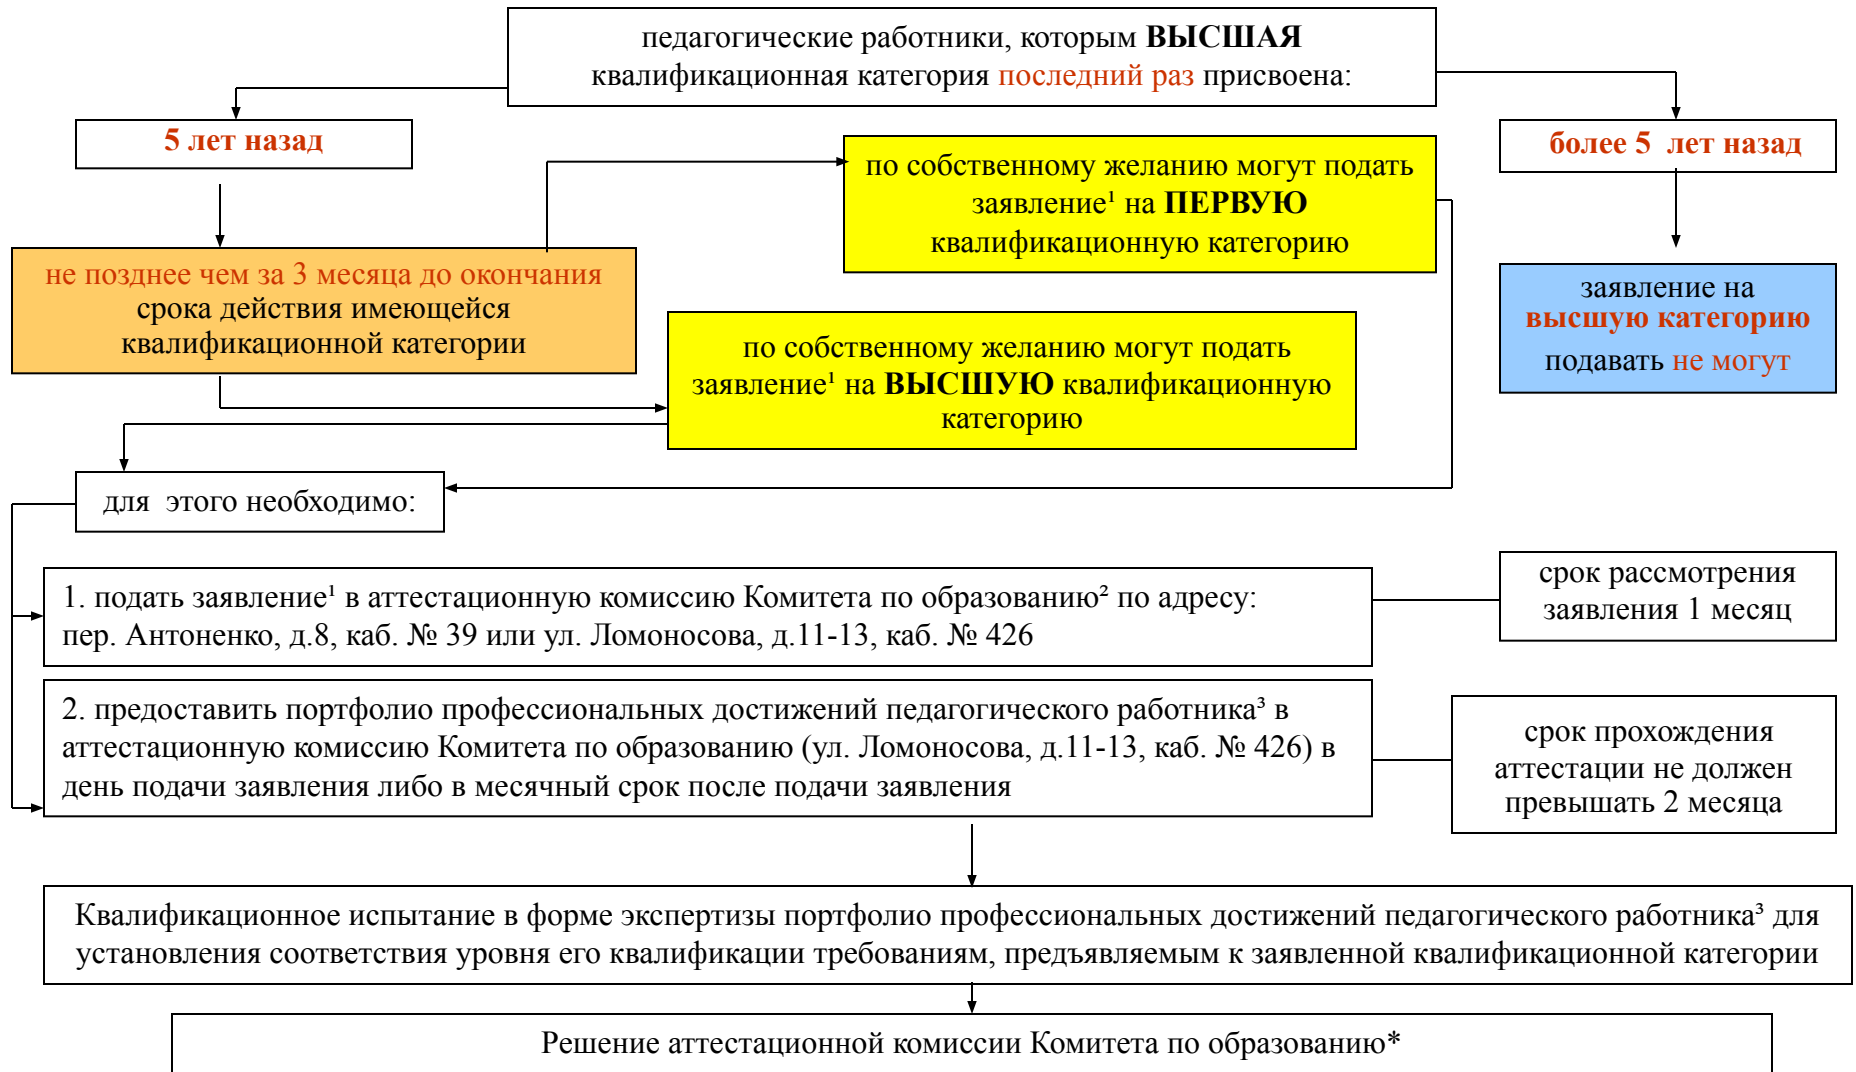 педагогические работники, которым ВЫСШАЯ
квалификационная категория последний раз присвоена:
5 лет назад
более 5 лет назад
по собственному желанию могут подать
заявление¹ на ПЕРВУЮ
квалификационную категорию
не позднее чем за 3 месяца до окончания
срока действия имеющейся
квалификационной категории
заявление на
высшую категорию
подавать не могут
по собственному желанию могут подать
заявление¹ на ВЫСШУЮ квалификационную
категорию
для этого необходимо:
1. подать заявление¹ в аттестационную комиссию Комитета по образованию² по адресу:
пер. Антоненко, д.8, каб. № 39 или ул. Ломоносова, д.11-13, каб. № 426
срок рассмотрения
заявления 1 месяц
2. предоставить портфолио профессиональных достижений педагогического работника³ в
аттестационную комиссию Комитета по образованию (ул. Ломоносова, д.11-13, каб. № 426) в
день подачи заявления либо в месячный срок после подачи заявления
срок прохождения
аттестации не должен
превышать 2 месяца
Квалификационное испытание в форме экспертизы портфолио профессиональных достижений педагогического работника³ для
установления соответствия уровня его квалификации требованиям, предъявляемым к заявленной квалификационной категории
Решение аттестационной комиссии Комитета по образованию*